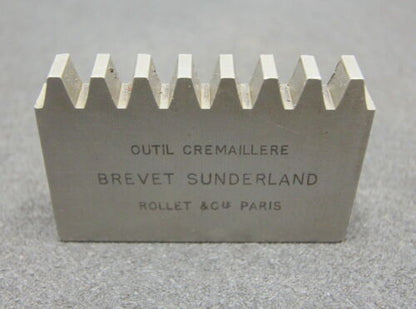 OUTIL CREMAILLERE
BREVET SUNDERLAND
ROLLET & Cie PARIS